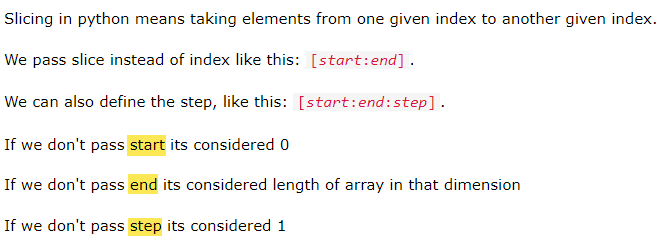 Slicing in python means taking elements from one given index to another given index.
We pass slice instead of index like this: [start:end].
We can also define the step, like this: [start:end:step].
If we don't pass start its considered 0
If we don't pass end its considered length of array in that dimension
If we don't pass step its considered 1